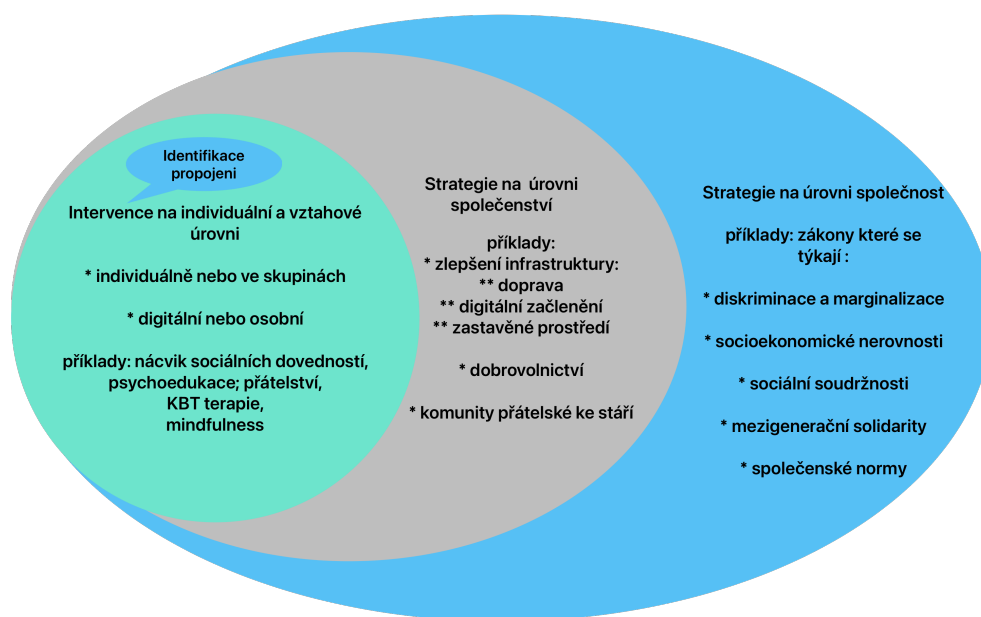 Identifikace
propojeni
Intervence na individuální a vztahové
úrovni
* individuálně nebo ve skupinách
* digitální nebo osobní
příklady: nácvik sociálních dovedností,
psychoedukace; přátelství,
KBT terapie,
mindfulness
Strategie na úrovni
společenství
příklady:
* zlepšení infrastruktury:
** doprava
** digitální začlenění
** zastavěné prostředí
* dobrovolnictví
* komunity přátelské ke stáří
Strategie na úrovni společnost
příklady: zákony které se
týkají :
* diskriminace a marginalizace
* socioekonomické nerovnosti
* sociální soudržnosti
* mezigenerační solidarity
* společenské normy